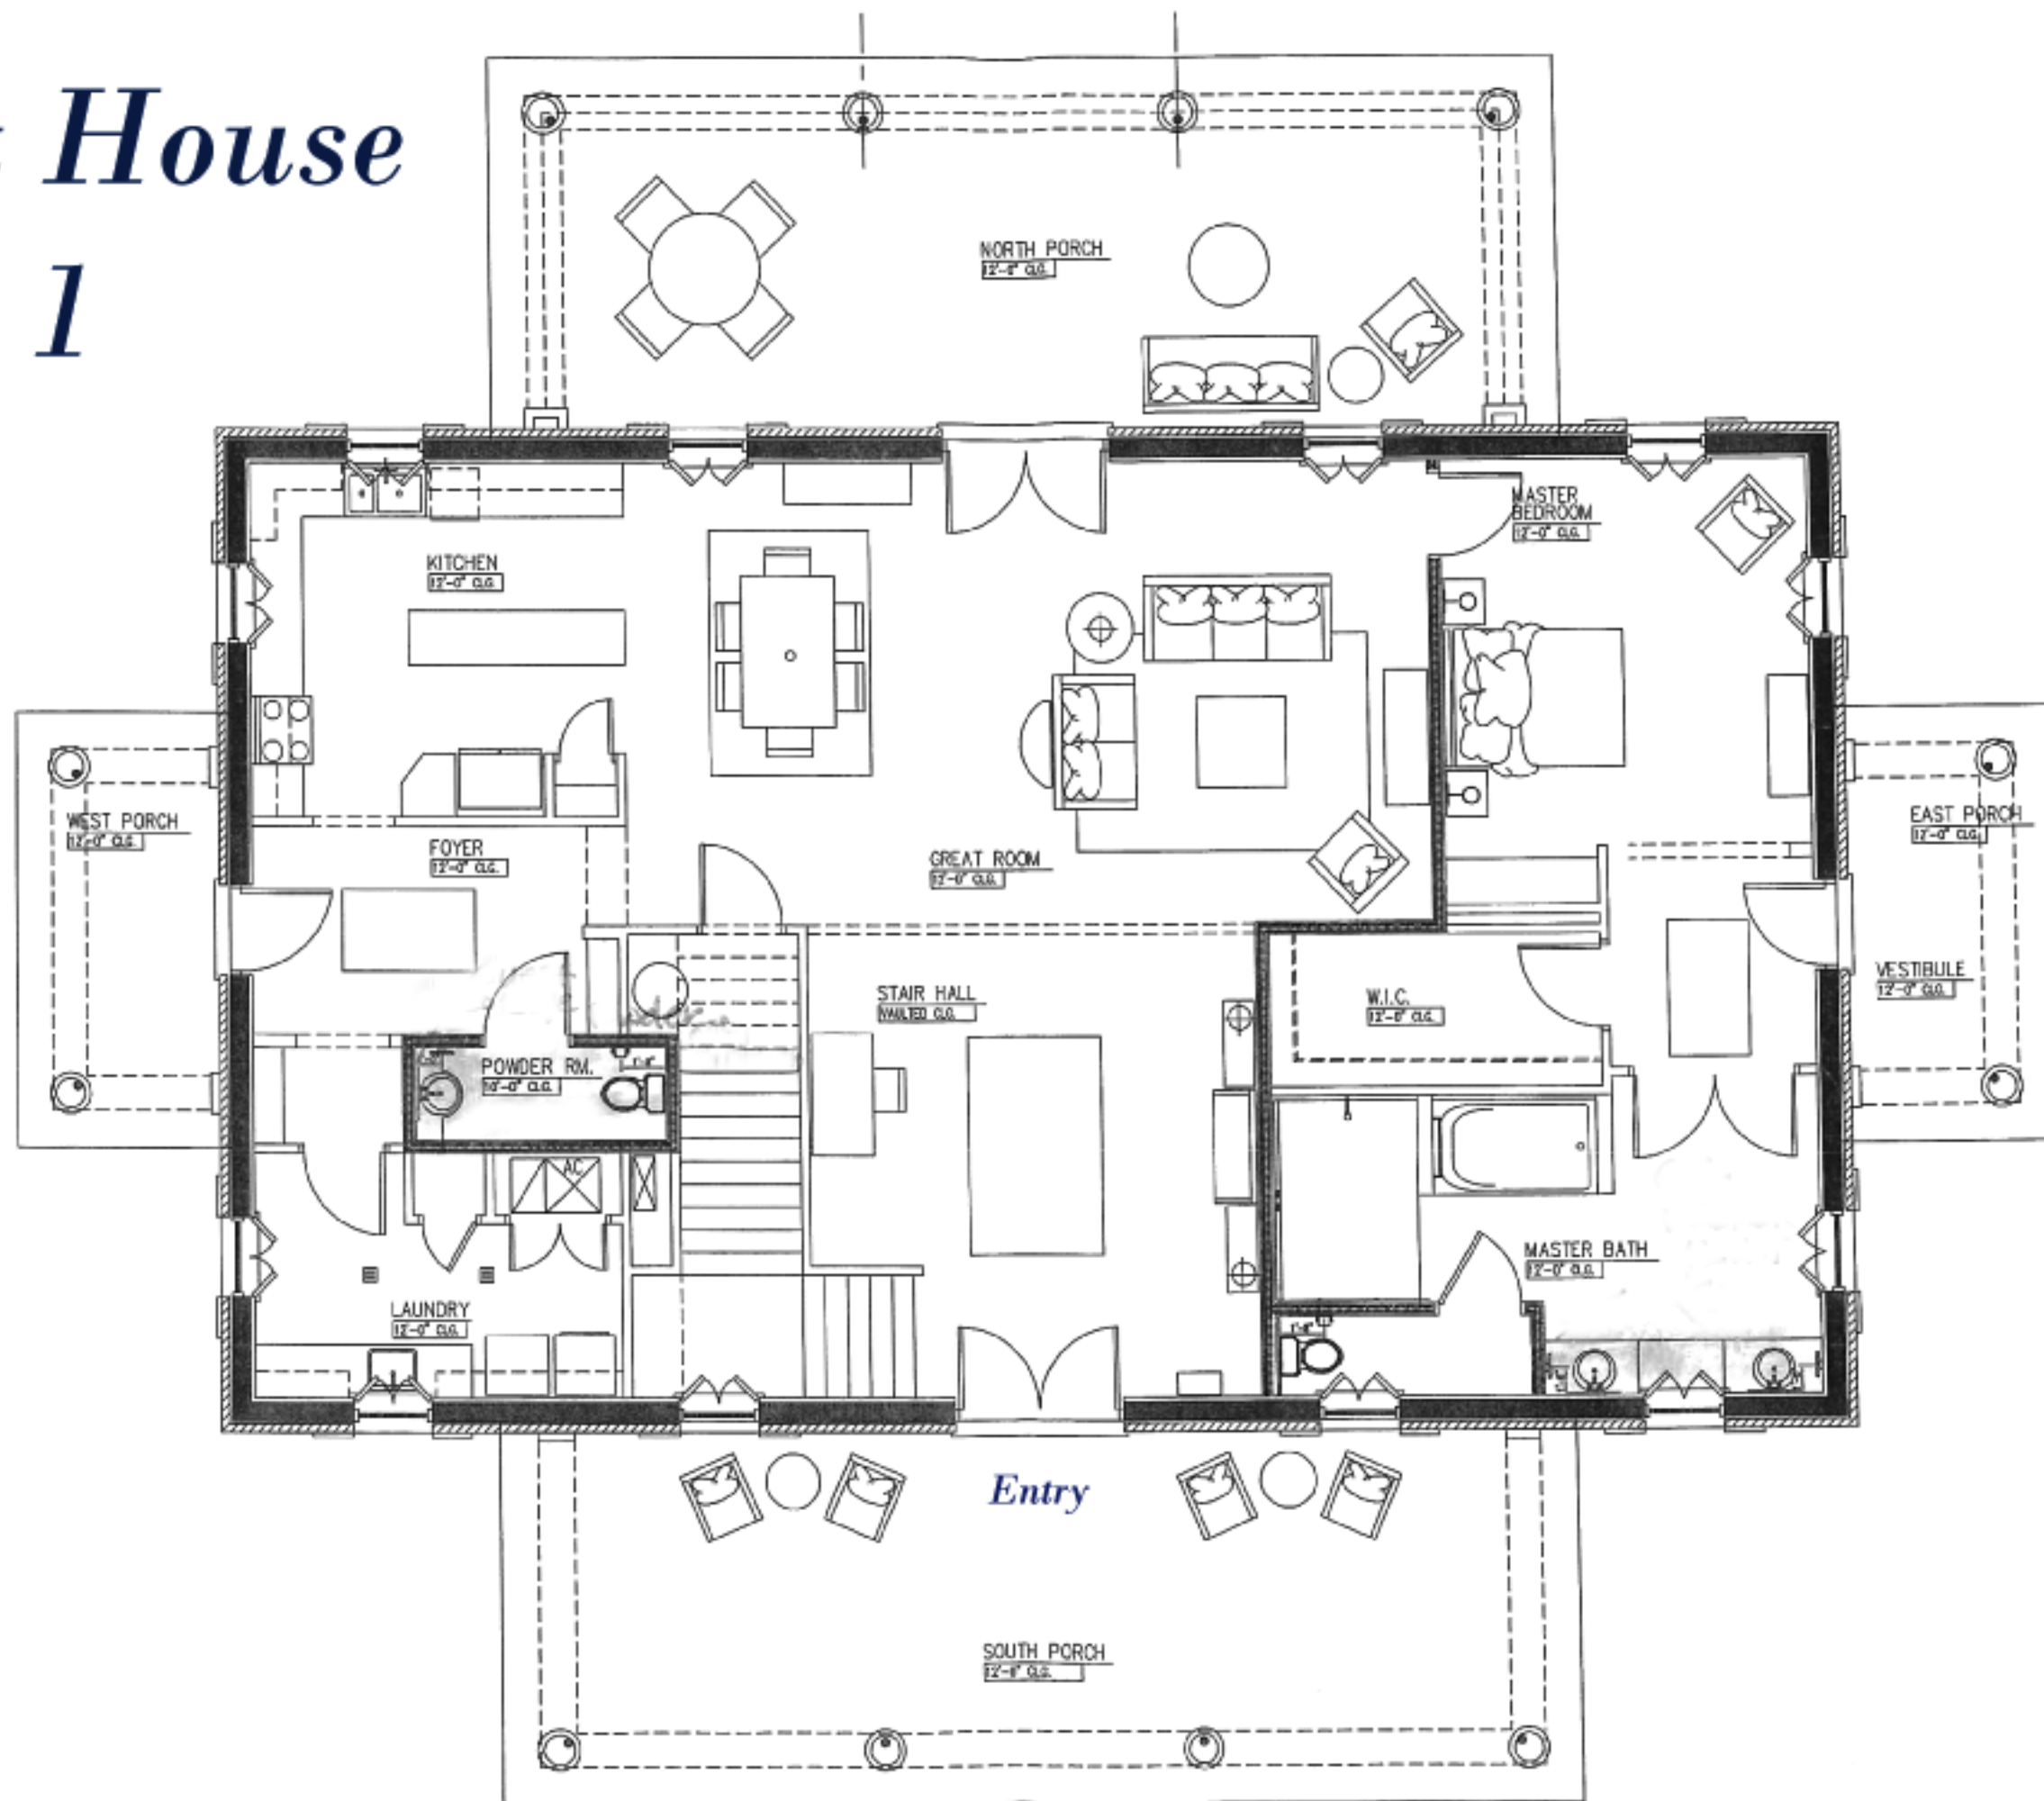 House
1
NORTH PORCH
12'-0" CLG.
MASTER
BEDROOM
12'-0" CLG.
KITCHEN
12'-0" CLG.
WEST PORCH
12'-0" CLG.
FOYER
12'-0" CLG.
GREAT ROOM
12'-0" CLG.
EAST PORCH
12'-0" CLG.
STAIR HALL
VAULTED CLG.
W.I.C.
12'-0" CLG.
VESTIBULE
12'-0" CLG.
POWDER RM.
10'-0" CLG.
AC
MASTER BATH
12'-0" CLG.
LAUNDRY
12'-0" CLG.
Entry
SOUTH PORCH
12'-0" CLG.